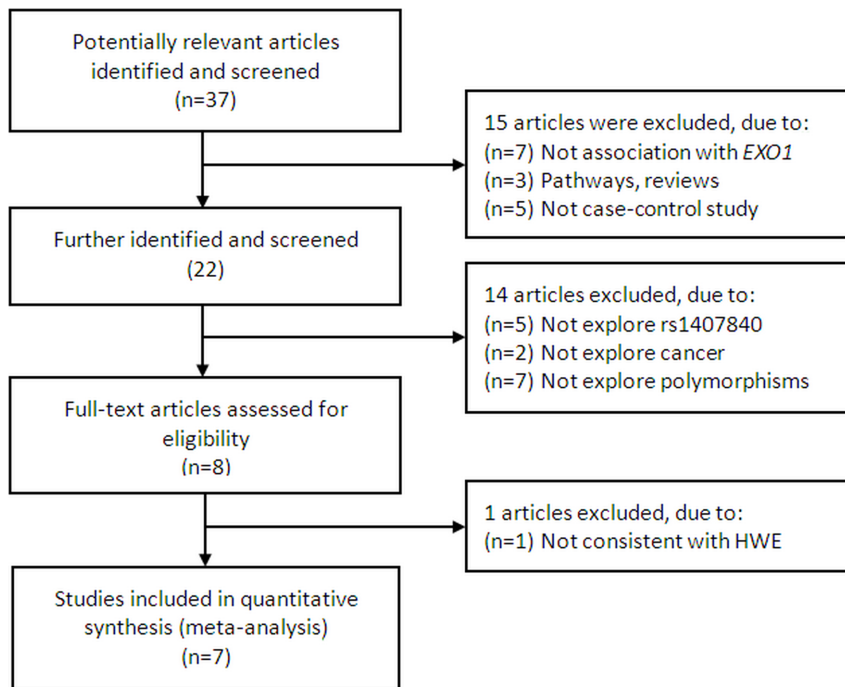 Potentially relevant articles
identified and screened
(n=37)
15 articles were excluded, due to:
(n=7) Not association with EXO1
(n=3) Pathways, reviews
(n=5) Not case-control study
Further identified and screened
(22)
14 articles excluded, due to:
(n=5) Not explore rs1407840
(n=2) Not explore cancer
(n=7) Not explore polymorphisms
Full-text articles assessed for
eligibility
(n=8)
1 articles excluded, due to:
(n=1) Not consistent with HWE
Studies included in quantitative
synthesis (meta-analysis)
(n=7)